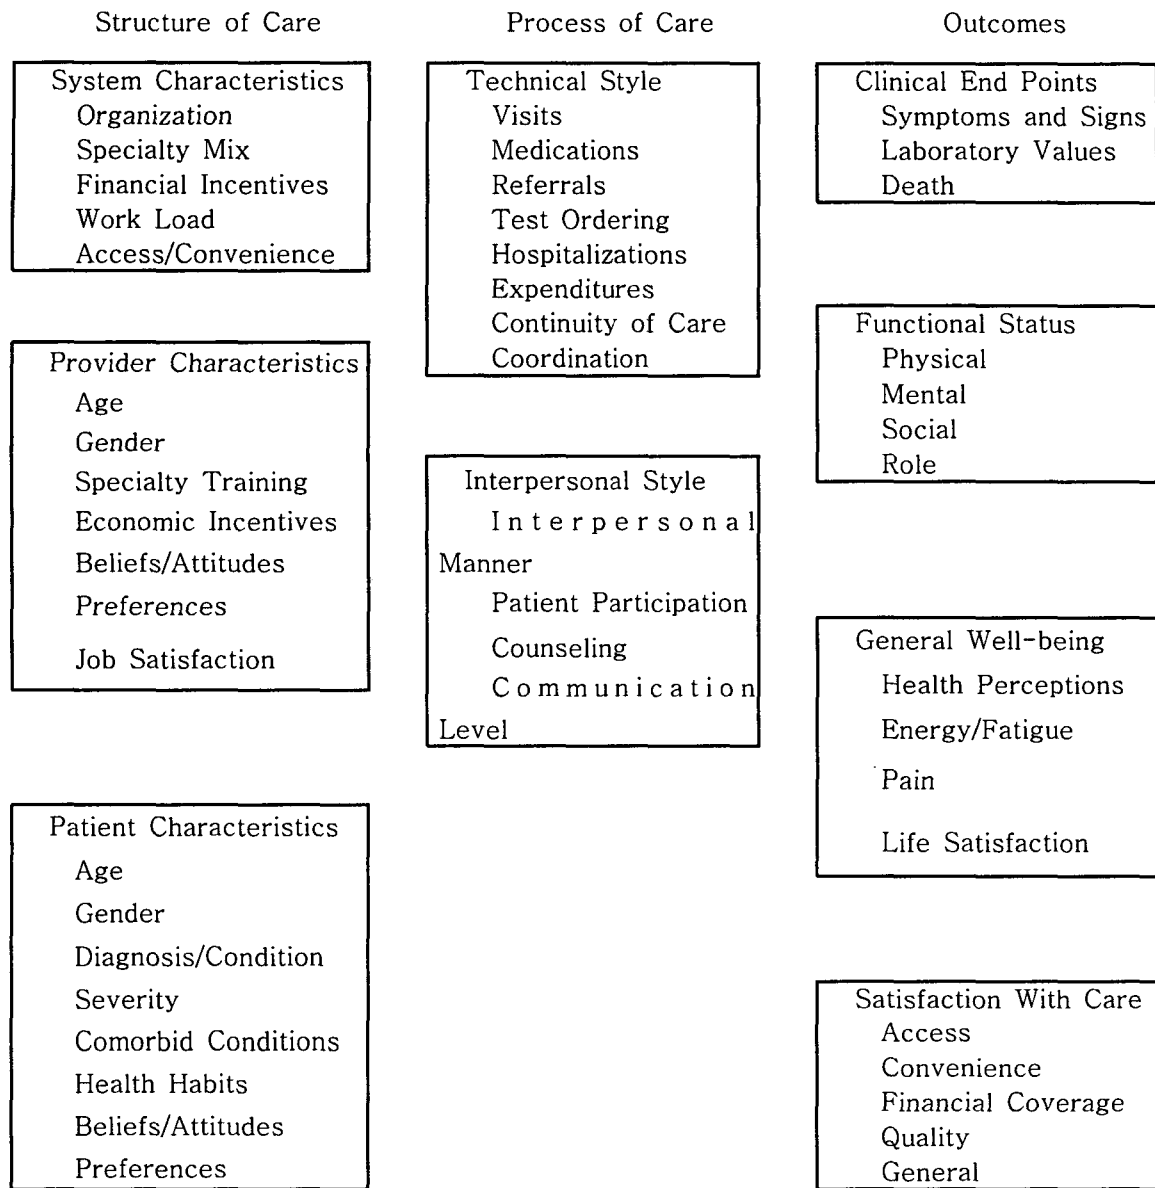 Structure of Care
System Characteristics
Organization
Specialty Mix
Financial Incentives
Work Load
Access/Convenience
Provider Characteristics
Age
Gender
Specialty Training
Economic Incentives
Beliefs/Attitudes
Preferences
Job Satisfaction
Patient Characteristics
Age
Gender
Diagnosis/Condition
Severity
Comorbid Conditions
Health Habits
Beliefs/Attitudes
Preferences
Process of Care
Technical Style
Visits
Medications
Referrals
Test Ordering
Hospitalizations
Expenditures
Continuity of Care
Coordination
Interpersonal Style
Interpersonal
Manner
Patient Participation
Counseling
Communication
Level
Outcomes
Clinical End Points
Symptoms and Signs
Laboratory Values
Death
Functional Status
Physical
Mental
Social
Role
General Well-being
Health Perceptions
Energy/Fatigue
Pain
Life Satisfaction
Satisfaction With Care
Access
Convenience
Financial Coverage
Quality
General